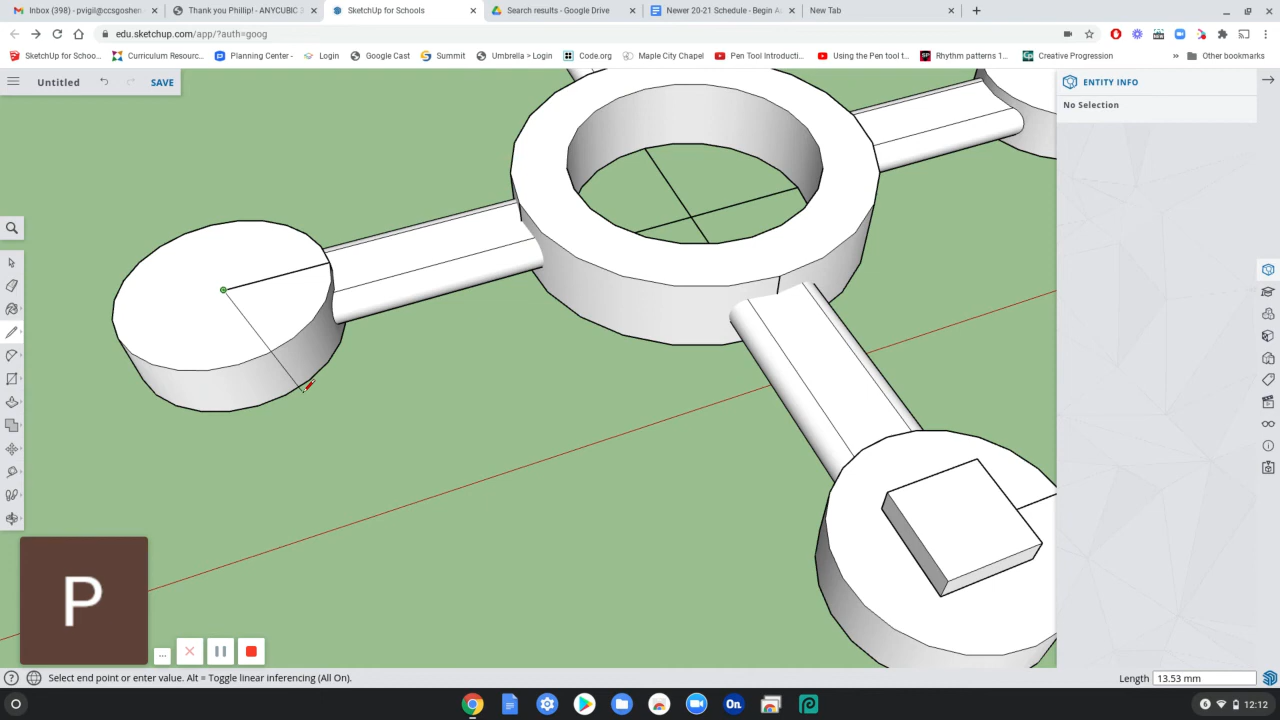 Inbox (398) - pvigil@ccsgoshen.
Thank you Phillip! - ANYCUBIC 3
SketchUp for Schools
Search results - Google Drive
Newer 20-21 Schedule - Begin A
New Tab
edu.sketchup.com/app/?auth=goog
SketchUp for School...
Curriculum Resourc...
Planning Center -
Login
Google Cast
Summit
Umbrella > Login
Code.org
Maple City Chapel
Pen Tool Introducti...
Using the Pen tool t...
Rhythm patterns 1...
Creative Progression
»
Other bookmarks
Untitled
SAVE
ENTITY INFO
No Selection
P
...
Select end point or enter value. Alt = Toggle linear inferencing (All On).
Length
13.53 mm
On
6
12:12